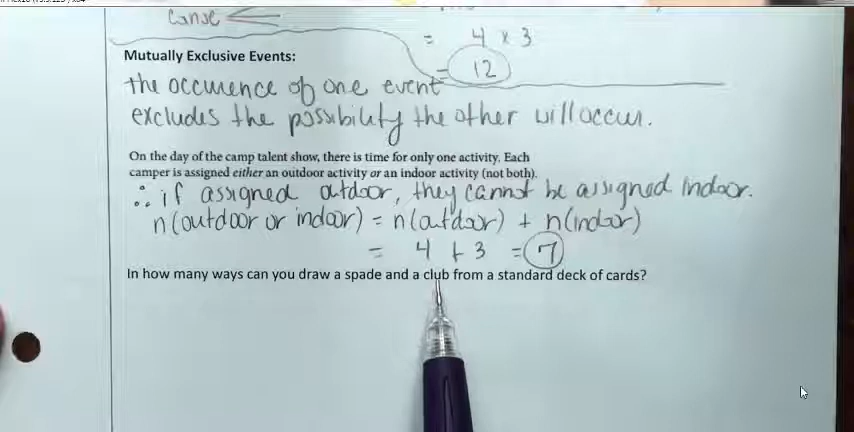 canoe
= 4 x 3
Mutually Exclusive Events:
= 12
the occurence of one event
excludes the possibility the other will occur.
On the day of the camp talent show, there is time for only one activity. Each
camper is assigned either an outdoor activity or an indoor activity (not both).
∴ if assigned outdoor, they cannot be assigned indoor.
n(outdoor or indoor) = n(outdoor) + n(indoor)
= 4 + 3 = 7
In how many ways can you draw a spade and a club from a standard deck of cards?